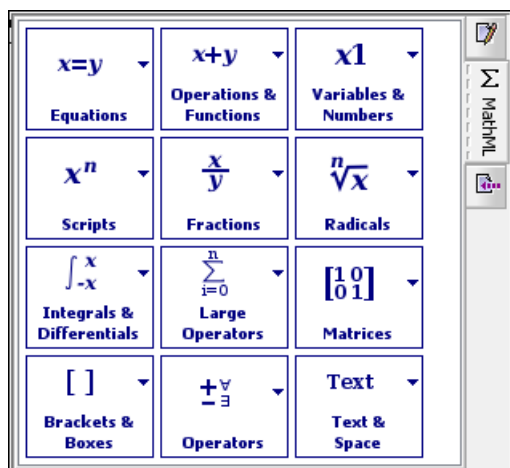 x=y
Equations
x+y
Operations &
Functions
x1
Variables &
Numbers
xⁿ
Scripts
x
y
Fractions
n
√x
Radicals
∫ x
-x
Integrals &
Differentials
n
∑
i=0
Large
Operators
[1 0
0 1]
Matrices
[ ]
Brackets &
Boxes
± ∀
∃
Operators
Text
Text &
Space
Σ MathML